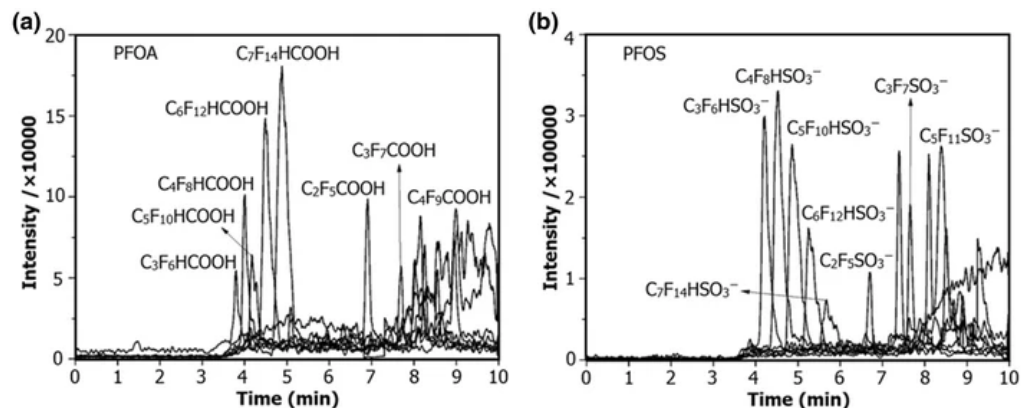 (a)
PFOA
C₇F₁₄HCOOH
C₆F₁₂HCOOH
C₄F₈HCOOH
C₅F₁₀HCOOH
C₃F₆HCOOH
C₃F₇COOH
C₂F₅COOH
C₄F₉COOH
Intensity / ×100000
20
15
10
5
0
0 1 2 3 4 5 6 7 8 9 10
Time (min)
(b)
PFOS
C₄F₈HSO₃⁻
C₃F₆HSO₃⁻
C₅F₁₀HSO₃⁻
C₆F₁₂HSO₃⁻
C₇F₁₄HSO₃⁻
C₂F₅SO₃⁻
C₃F₇SO₃⁻
C₅F₁₁SO₃⁻
Intensity / ×100000
4
3
2
1
0
0 1 2 3 4 5 6 7 8 9 10
Time (min)